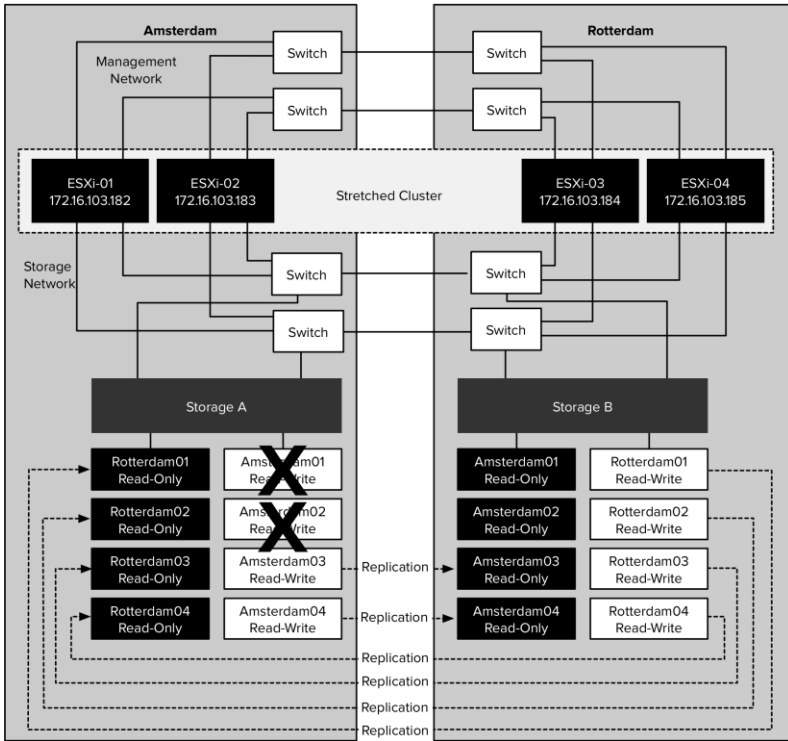 Amsterdam
Rotterdam
Management
Network
Switch
Switch
Switch
Switch
ESXi-01
172.16.103.182
ESXi-02
172.16.103.183
Stretched Cluster
ESXi-03
172.16.103.184
ESXi-04
172.16.103.185
Storage
Network
Switch
Switch
Switch
Switch
Storage A
Storage B
Rotterdam01
Read-Only
Amsterdam01
Read-Write
Amsterdam01
Read-Only
Rotterdam01
Read-Write
Rotterdam02
Read-Only
Amsterdam02
Read-Write
Amsterdam02
Read-Only
Rotterdam02
Read-Write
Rotterdam03
Read-Only
Amsterdam03
Read-Write
Replication
Amsterdam03
Read-Only
Rotterdam03
Read-Write
Rotterdam04
Read-Only
Amsterdam04
Read-Write
Replication
Amsterdam04
Read-Only
Rotterdam04
Read-Write
Replication
Replication
Replication
Replication